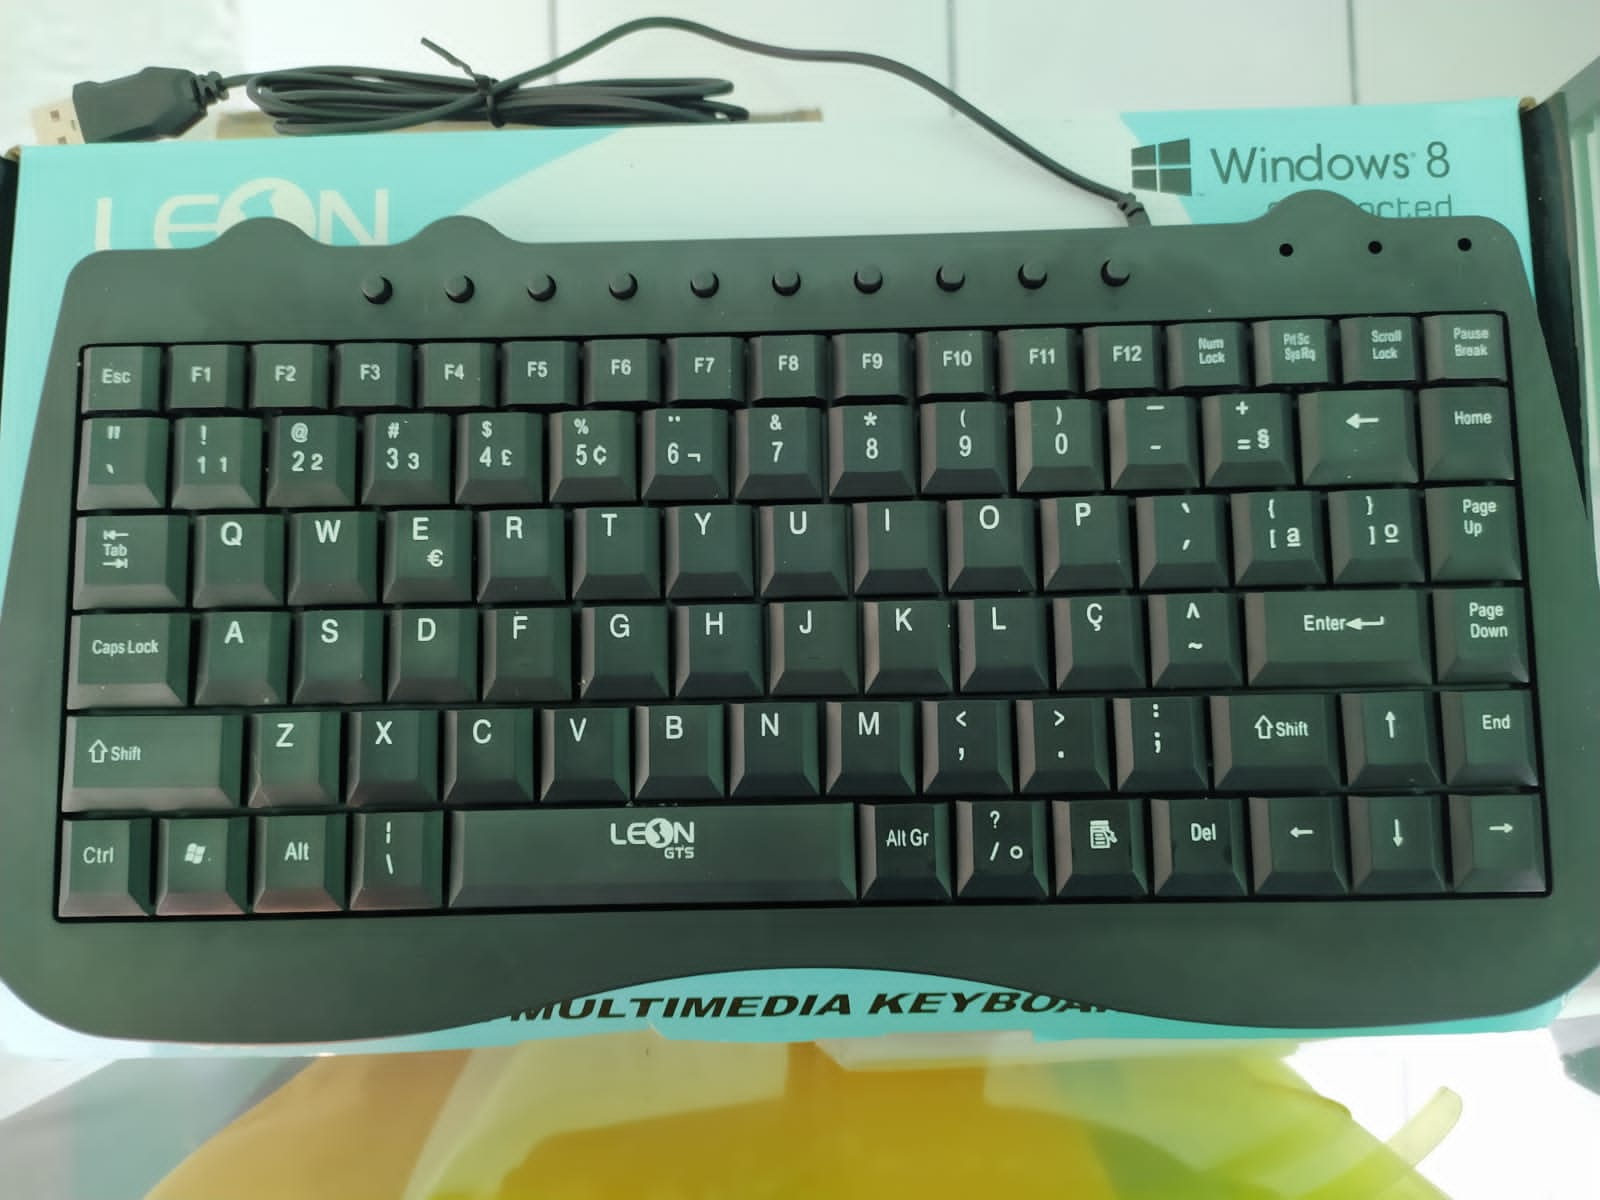 LEON
Windows 8
Esc F1 F2 F3 F4 F5 F6 F7 F8 F9 F10 F11 F12 Num Lock PrtSc SysRq Scroll Lock Pause Break
" ! @ # $ % ¨ & * ( ) — +
` 1 1 2 2 3 3 4 £ 5 ¢ 6 ¬ 7 8 9 0 - = § ← Home
Tab Q W E € R T Y U I O P ` ´ { [ ª } ] º Page Up
Caps Lock A S D F G H J K L Ç ^ ~ Enter Page Down
⇧ Shift Z X C V B N M < , > . : ; ⇧ Shift ↑ End
Ctrl Alt ¦ \ LEON GTS Alt Gr ? / ° Del ← ↓ →
MULTIMEDIA